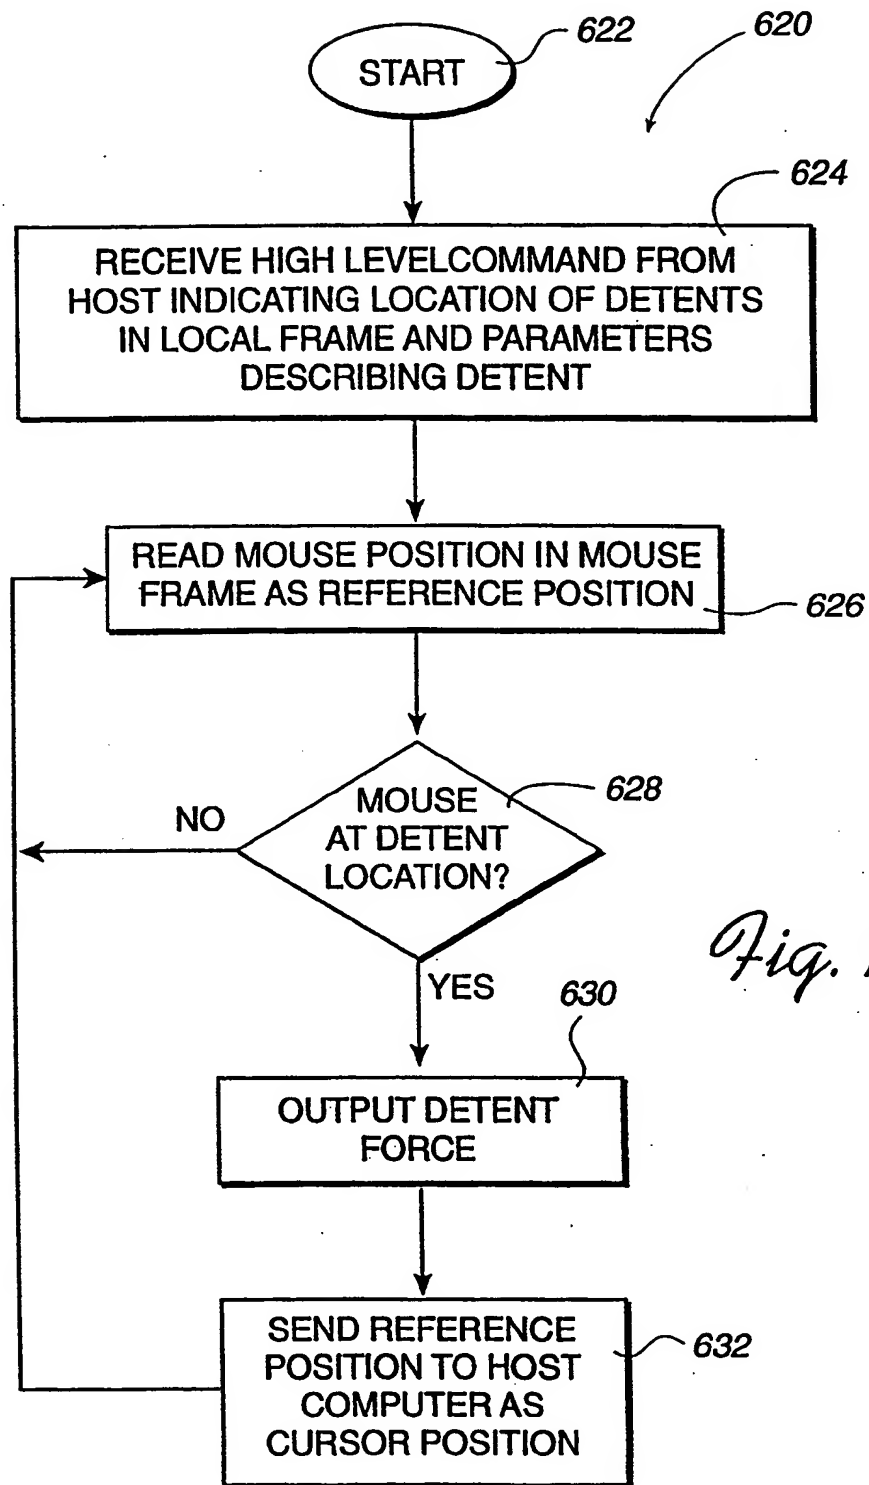 START
622
620
624
RECEIVE HIGH LEVELCOMMAND FROM
HOST INDICATING LOCATION OF DETENTS
IN LOCAL FRAME AND PARAMETERS
DESCRIBING DETENT
READ MOUSE POSITION IN MOUSE
FRAME AS REFERENCE POSITION
626
MOUSE
AT DETENT
LOCATION?
628
NO
YES
Fig.
630
OUTPUT DETENT
FORCE
SEND REFERENCE
POSITION TO HOST
COMPUTER AS
CURSOR POSITION
632